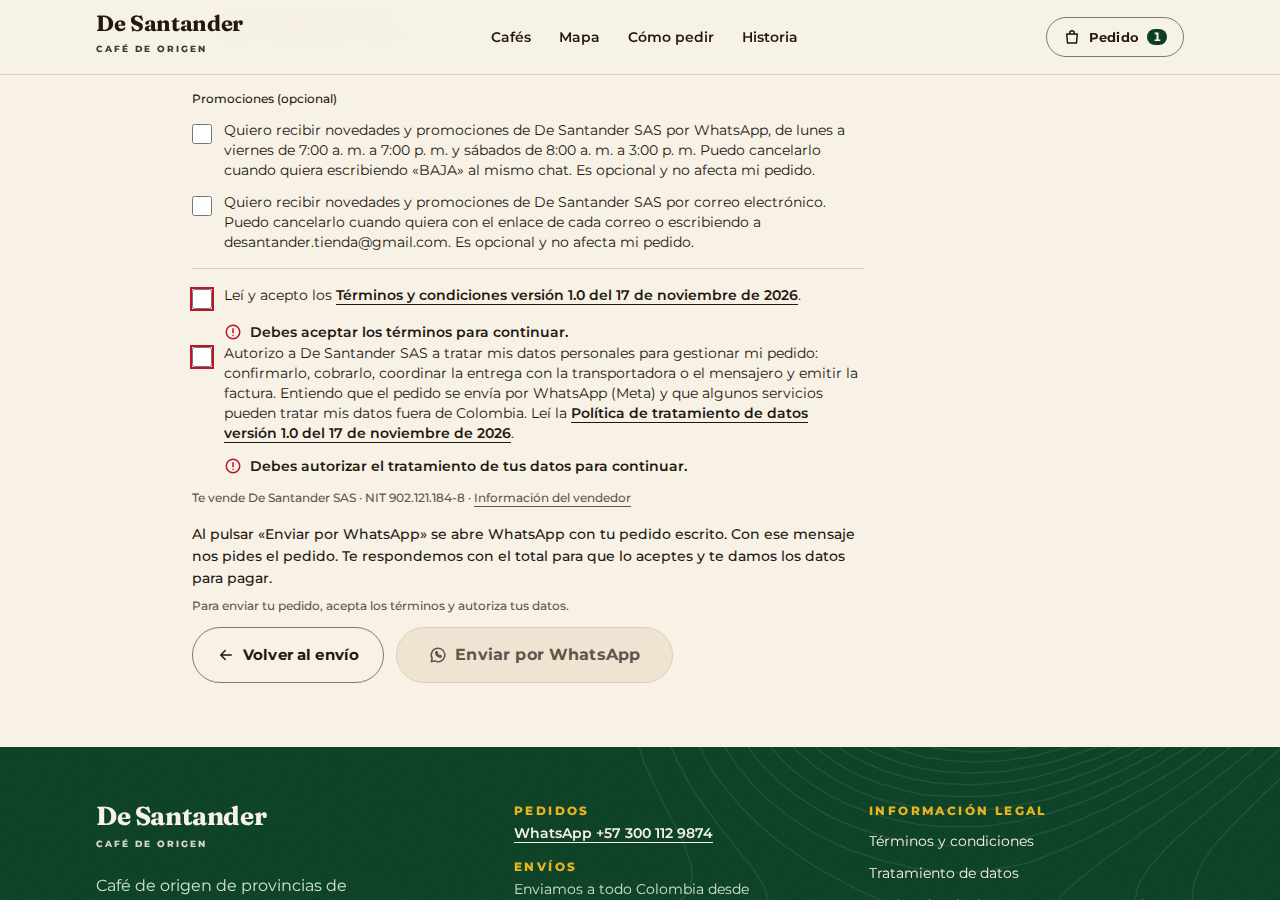 De Santander
CAFÉ DE ORIGEN
Cafés
Mapa
Cómo pedir
Historia
Pedido 1
Promociones (opcional)
Quiero recibir novedades y promociones de De Santander SAS por WhatsApp, de lunes a
viernes de 7:00 a. m. a 7:00 p. m. y sábados de 8:00 a. m. a 3:00 p. m. Puedo cancelarlo
cuando quiera escribiendo «BAJA» al mismo chat. Es opcional y no afecta mi pedido.
Quiero recibir novedades y promociones de De Santander SAS por correo electrónico.
Puedo cancelarlo cuando quiera con el enlace de cada correo o escribiendo a
desantander.tienda@gmail.com. Es opcional y no afecta mi pedido.
Leí y acepto los Términos y condiciones versión 1.0 del 17 de noviembre de 2026.
Debes aceptar los términos para continuar.
Autorizo a De Santander SAS a tratar mis datos personales para gestionar mi pedido:
confirmarlo, cobrarlo, coordinar la entrega con la transportadora o el mensajero y emitir la
factura. Entiendo que el pedido se envía por WhatsApp (Meta) y que algunos servicios
pueden tratar mis datos fuera de Colombia. Leí la Política de tratamiento de datos
versión 1.0 del 17 de noviembre de 2026.
Debes autorizar el tratamiento de tus datos para continuar.
Te vende De Santander SAS · NIT 902.121.184-8 · Información del vendedor
Al pulsar «Enviar por WhatsApp» se abre WhatsApp con tu pedido escrito. Con ese mensaje
nos pides el pedido. Te respondemos con el total para que lo aceptes y te damos los datos
para pagar.
Para enviar tu pedido, acepta los términos y autoriza tus datos.
Volver al envío
Enviar por WhatsApp
De Santander
CAFÉ DE ORIGEN
Café de origen de provincias de
PEDIDOS
WhatsApp +57 300 112 9874
ENVÍOS
Enviamos a todo Colombia desde
INFORMACIÓN LEGAL
Términos y condiciones
Tratamiento de datos